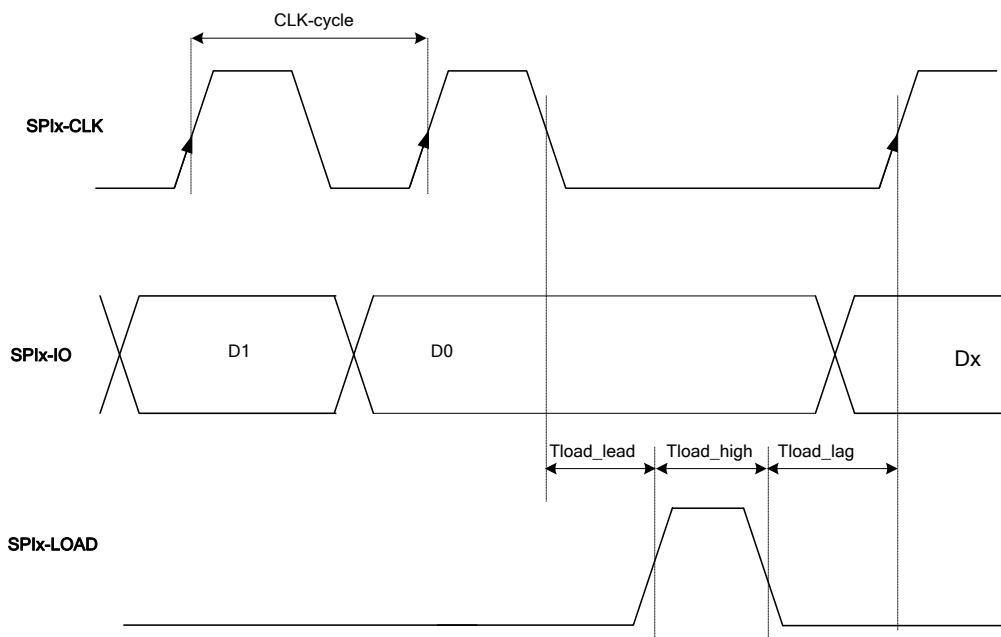 CLK-cycle
SPIx-CLK
SPIx-IO
D1
D0
Dx
Tload_lead
Tload_high
Tload_lag
SPIx-LOAD